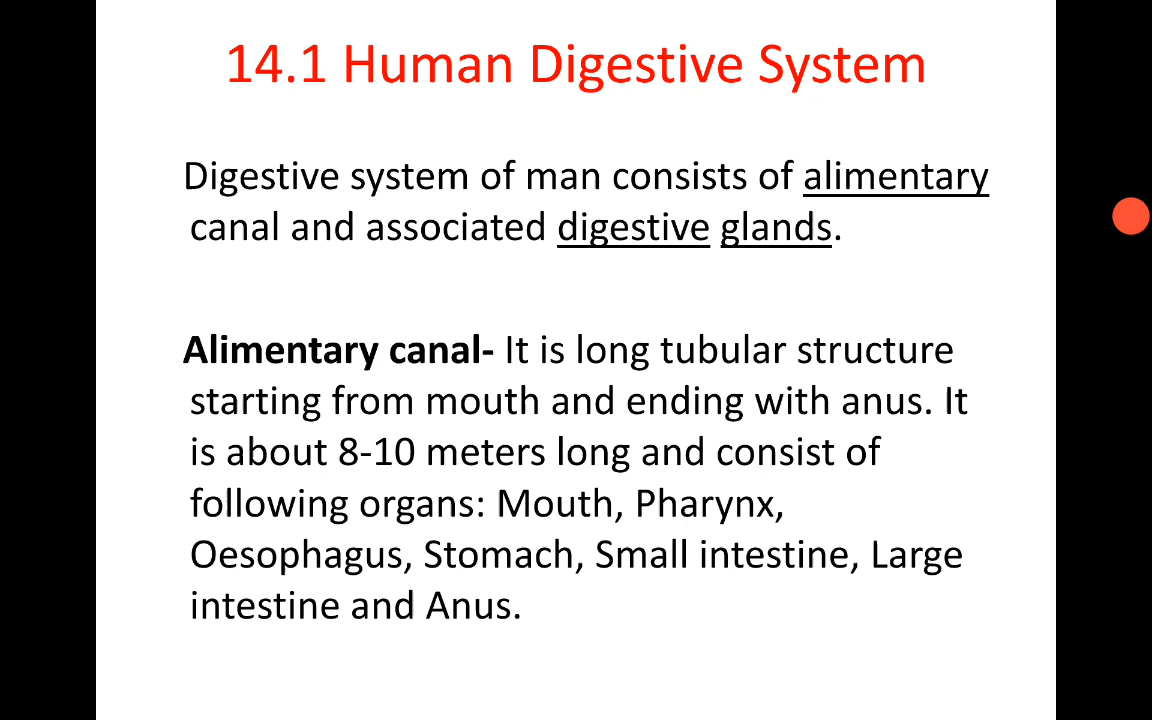 14.1 Human Digestive System
Digestive system of man consists of alimentary
canal and associated digestive glands.
Alimentary canal- It is long tubular structure
starting from mouth and ending with anus. It
is about 8-10 meters long and consist of
following organs: Mouth, Pharynx,
Oesophagus, Stomach, Small intestine, Large
intestine and Anus.